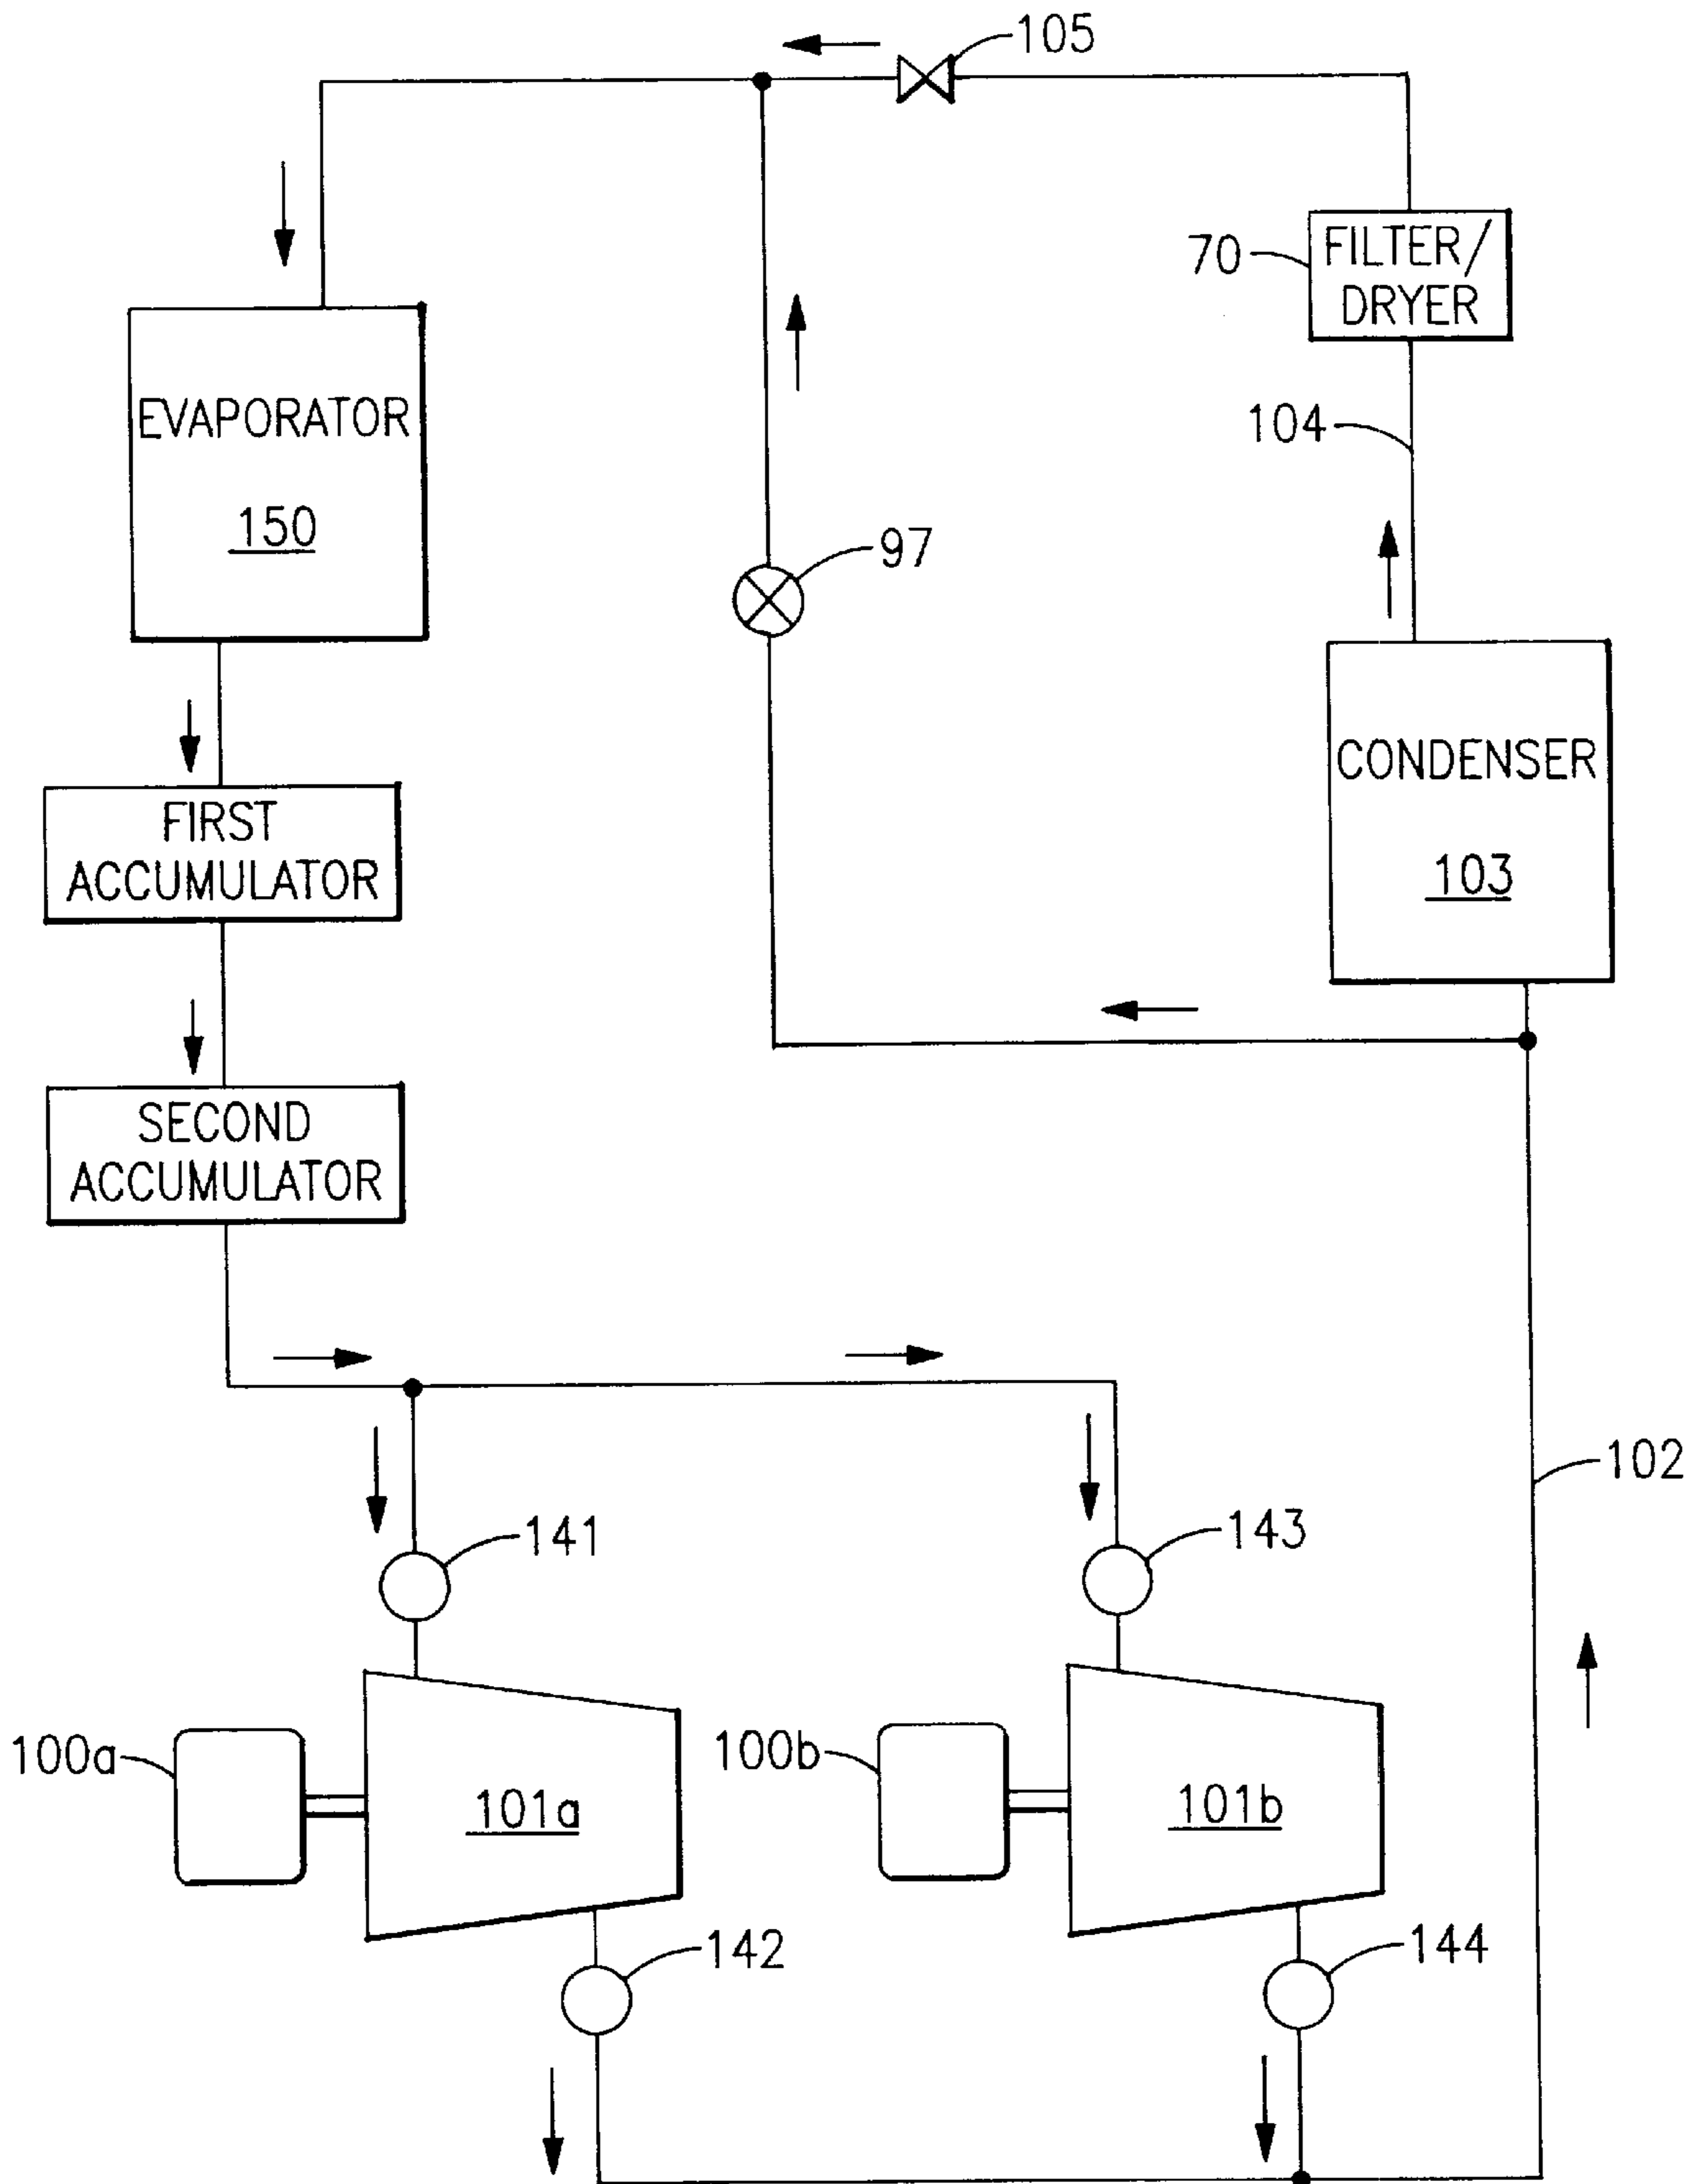 105
70
FILTER/
DRYER
104
EVAPORATOR
150
97
CONDENSER
103
FIRST
ACCUMULATOR
SECOND
ACCUMULATOR
102
141
143
100a
101a
100b
101b
142
144